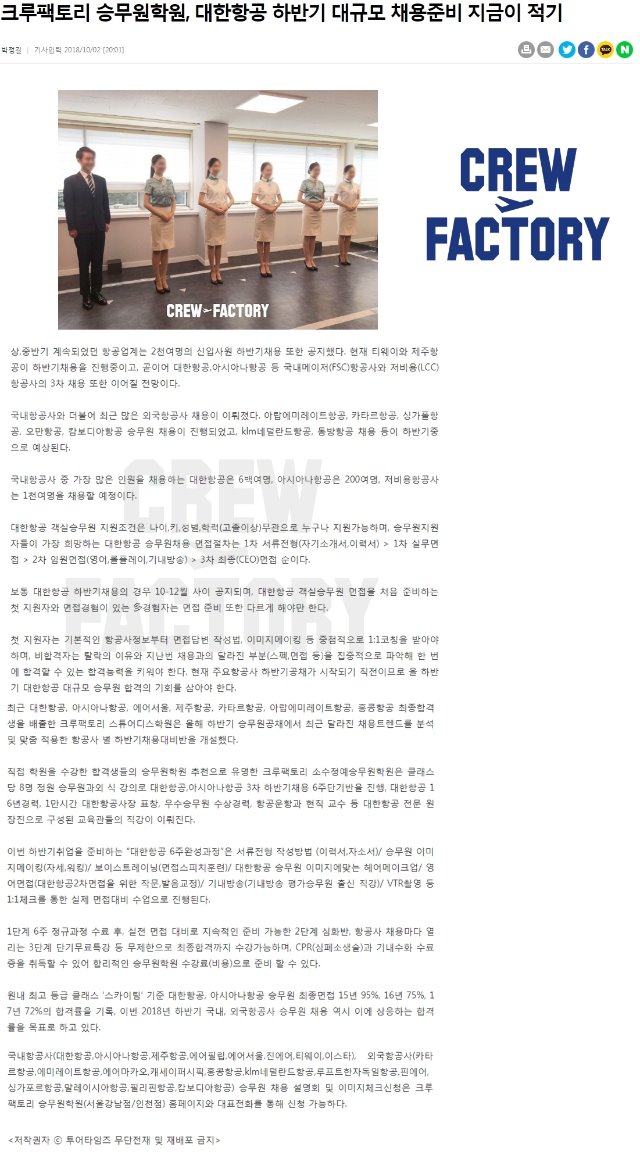 크루팩토리 승무원학원, 대한항공 하반기 대규모 채용준비 지금이 적기
박정진 | 기사입력 2018/10/02 [20:01]
TALK
N
CREW
FACTORY
CREW FACTORY
상,중반기 계속되었던 항공업계는 2천여명의 신입사원 하반기채용 또한 공지했다. 현재 티웨이와 제주항
공이 하반기채용을 진행중이고, 곧이어 대한항공,아시아나항공 등 국내메이저(FSC)항공사와 저비용(LCC)
항공사의 3차 채용 또한 이어질 전망이다.
국내항공사와 더불어 최근 많은 외국항공사 채용이 이뤄졌다. 아랍에미레이트항공, 카타르항공, 싱가폴항
공, 오만항공, 캄보디아항공 승무원 채용이 진행되었고, klm네덜란드항공, 동방항공 채용 등이 하반기중
으로 예상된다.
국내항공사 중 가장 많은 인원을 채용하는 대한항공은 6백여명, 아시아나항공은 200여명, 저비용항공사
는 1천여명을 채용할 예정이다.
대한항공 객실승무원 지원조건은 나이,키,성별,학력(고졸이상)무관으로 누구나 지원가능하며, 승무원지원
자들이 가장 희망하는 대한항공 승무원채용 면접절차는 1차 서류전형(자기소개서,이력서) > 1차 실무면
접 > 2차 임원면접(영어,롤플레이,기내방송) > 3차 최종(CEO)면접 순이다.
보통 대한항공 하반기채용의 경우 10-12월 사이 공지되며, 대한항공 객실승무원 면접을 처음 준비하는
첫 지원자와 면접경험이 있는 多경험자는 면접 준비 또한 다르게 해야만 한다.
첫 지원자는 기본적인 항공사정보부터 면접답변 작성법, 이미지메이킹 등 중점적으로 1:1코칭을 받아야
하며, 비합격자는 탈락의 이유와 지난번 채용과의 달라진 부분(스펙,면접 등)을 집중적으로 파악해 한 번
에 합격할 수 있는 합격능력을 키워야 한다. 현재 주요항공사 하반기공채가 시작되기 직전이므로 올 하반
기 대한항공 대규모 승무원 합격의 기회를 삼아야 한다.
최근 대한항공, 아시아나항공, 에어서울, 제주항공, 카타르항공, 아랍에미레이트항공, 홍콩항공 최종합격
생을 배출한 크루팩토리 스튜어디스학원은 올해 하반기 승무원공채에서 최근 달라진 채용트렌드를 분석
및 맞춤 적용한 항공사 별 하반기채용대비반을 개설했다.
직접 학원을 수강한 합격생들의 승무원학원 추천으로 유명한 크루팩토리 소수정예승무원학원은 클래스
당 8명 정원 승무원과외 식 강의로 대한항공,아시아나항공 3차 하반기채용 6주단기반을 진행, 대한항공 1
6년경력, 1만시간 대한항공사장 표창, 우수승무원 수상경력, 항공운항과 현직 교수 등 대한항공 전문 원
장진으로 구성된 교육관들의 직강이 이뤄진다.
이번 하반기취업을 준비하는 "대한항공 6주완성과정"은 서류전형 작성방법 (이력서,자소서)/ 승무원 이미
지메이킹(자세,워킹)/ 보이스트레이닝(면접스피치훈련)/ 대한항공 승무원 이미지에맞는 헤어메이크업/ 영
어면접(대한항공2차면접을 위한 작문,발음교정)/ 기내방송(기내방송 평가승무원 출신 직강)/ VTR촬영 등
1:1체크를 통한 실제 면접대비 수업으로 진행된다.
1단계 6주 정규과정 수료 후, 실전 면접 대비로 지속적인 준비 가능한 2단계 심화반, 항공사 채용마다 열
리는 3단계 단기무료특강 등 무제한으로 최종합격까지 수강가능하며, CPR(심폐소생술)과 기내수화 수료
증을 취득할 수 있어 합리적인 승무원학원 수강료(비용)으로 준비 할 수 있다.
원내 최고 등급 클래스 '스카이팀' 기준 대한항공, 아시아나항공 승무원 최종면접 15년 95%, 16년 75%, 1
7년 72%의 합격률을 기록, 이번 2018년 하반기 국내, 외국항공사 승무원 채용 역시 이에 상응하는 합격
률을 목표로 하고 있다.
국내항공사(대한항공,아시아나항공,제주항공,에어필립,에어서울,진에어,티웨이,이스타), 외국항공사(카타
르항공,에미레이트항공,에어마카오,캐세이퍼시픽,홍콩항공,klm네덜란드항공,루프트한자독일항공,핀에어,
싱가포르항공,말레이시아항공,필리핀항공,캄보디아항공) 승무원 채용 설명회 및 이미지체크신청은 크루
팩토리 승무원학원(서울강남점/인천점) 홈페이지와 대표전화를 통해 신청 가능하다.
<저작권자 ⓒ 투어타임즈 무단전재 및 재배포 금지>
CREW
FACTORY